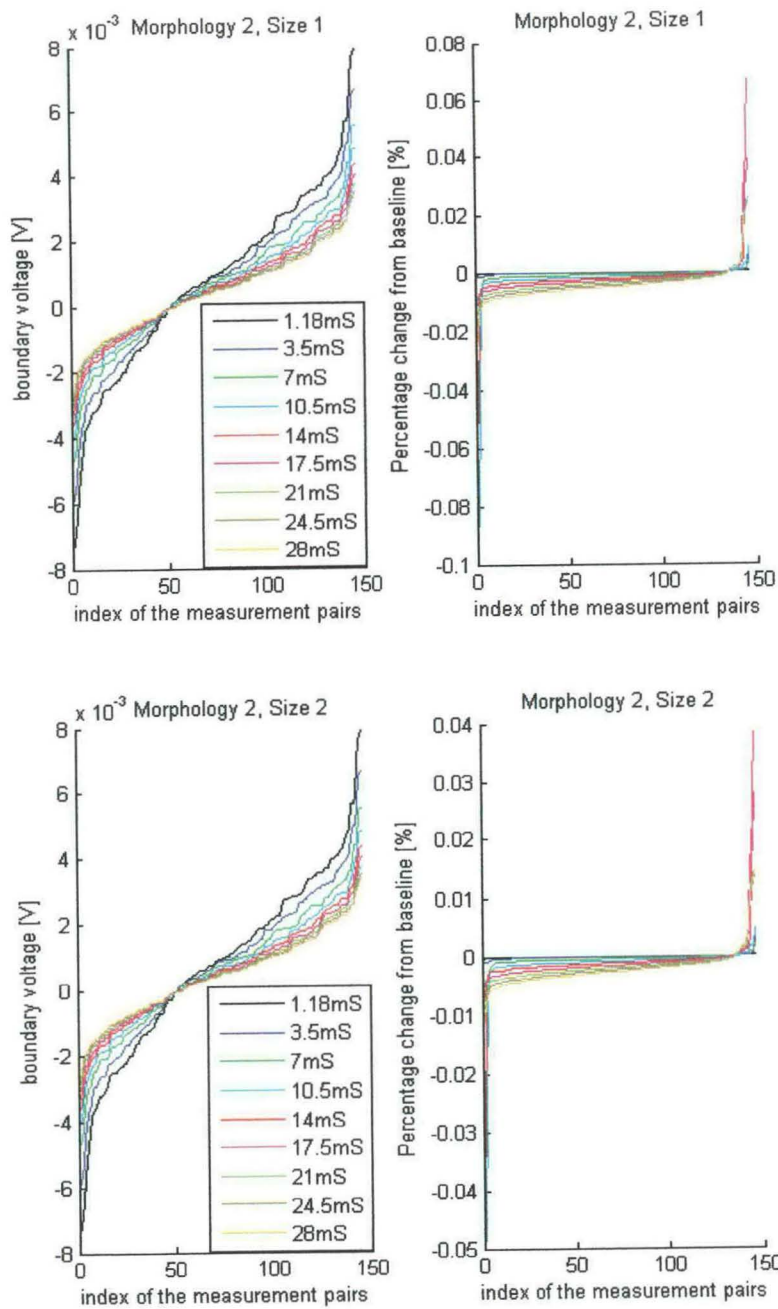 x 10⁻³ Morphology 2, Size 1
8
6
4
2
0
-2
-4
-6
-8
boundary voltage [V]
1.18mS
3.5mS
7mS
10.5mS
14mS
17.5mS
21mS
24.5mS
28mS
0 50 100 150
index of the measurement pairs
Morphology 2, Size 1
0.08
0.06
0.04
0.02
0
-0.02
-0.04
-0.06
-0.08
-0.1
Percentage change from baseline [%]
0 50 100 150
index of the measurement pairs
x 10⁻³ Morphology 2, Size 2
8
6
4
2
0
-2
-4
-6
-8
boundary voltage [V]
1.18mS
3.5mS
7mS
10.5mS
14mS
17.5mS
21mS
24.5mS
28mS
0 50 100 150
index of the measurement pairs
Morphology 2, Size 2
0.04
0.03
0.02
0.01
0
-0.01
-0.02
-0.03
-0.04
-0.05
Percentage change from baseline [%]
0 50 100 150
index of the measurement pairs